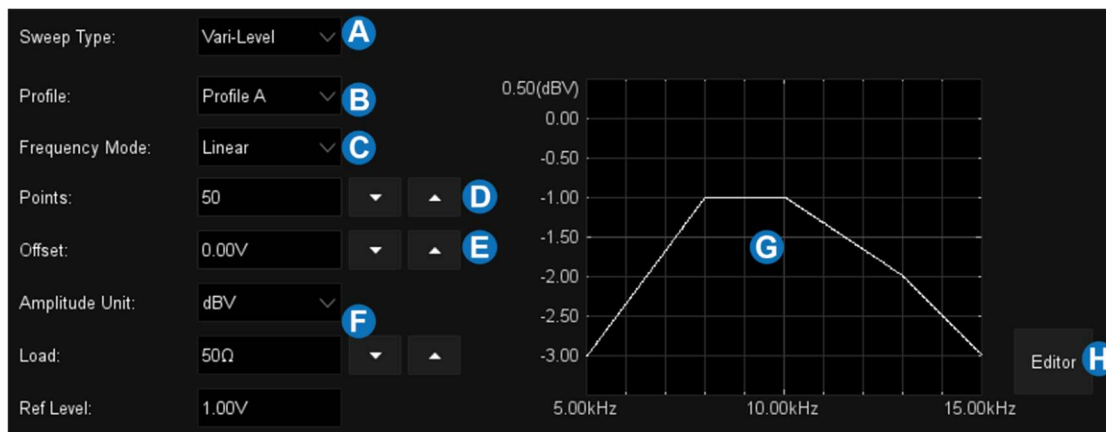 Sweep Type: Vari-Level A
Profile: Profile A B
Frequency Mode: Linear C
Points: 50 D
Offset: 0.00V E
Amplitude Unit: dBV
F
Load: 50Ω
Ref Level: 1.00V
0.50(dBV)
0.00
-0.50
-1.00
-1.50
-2.00
-2.50
-3.00
G
5.00kHz 10.00kHz 15.00kHz
Editor H